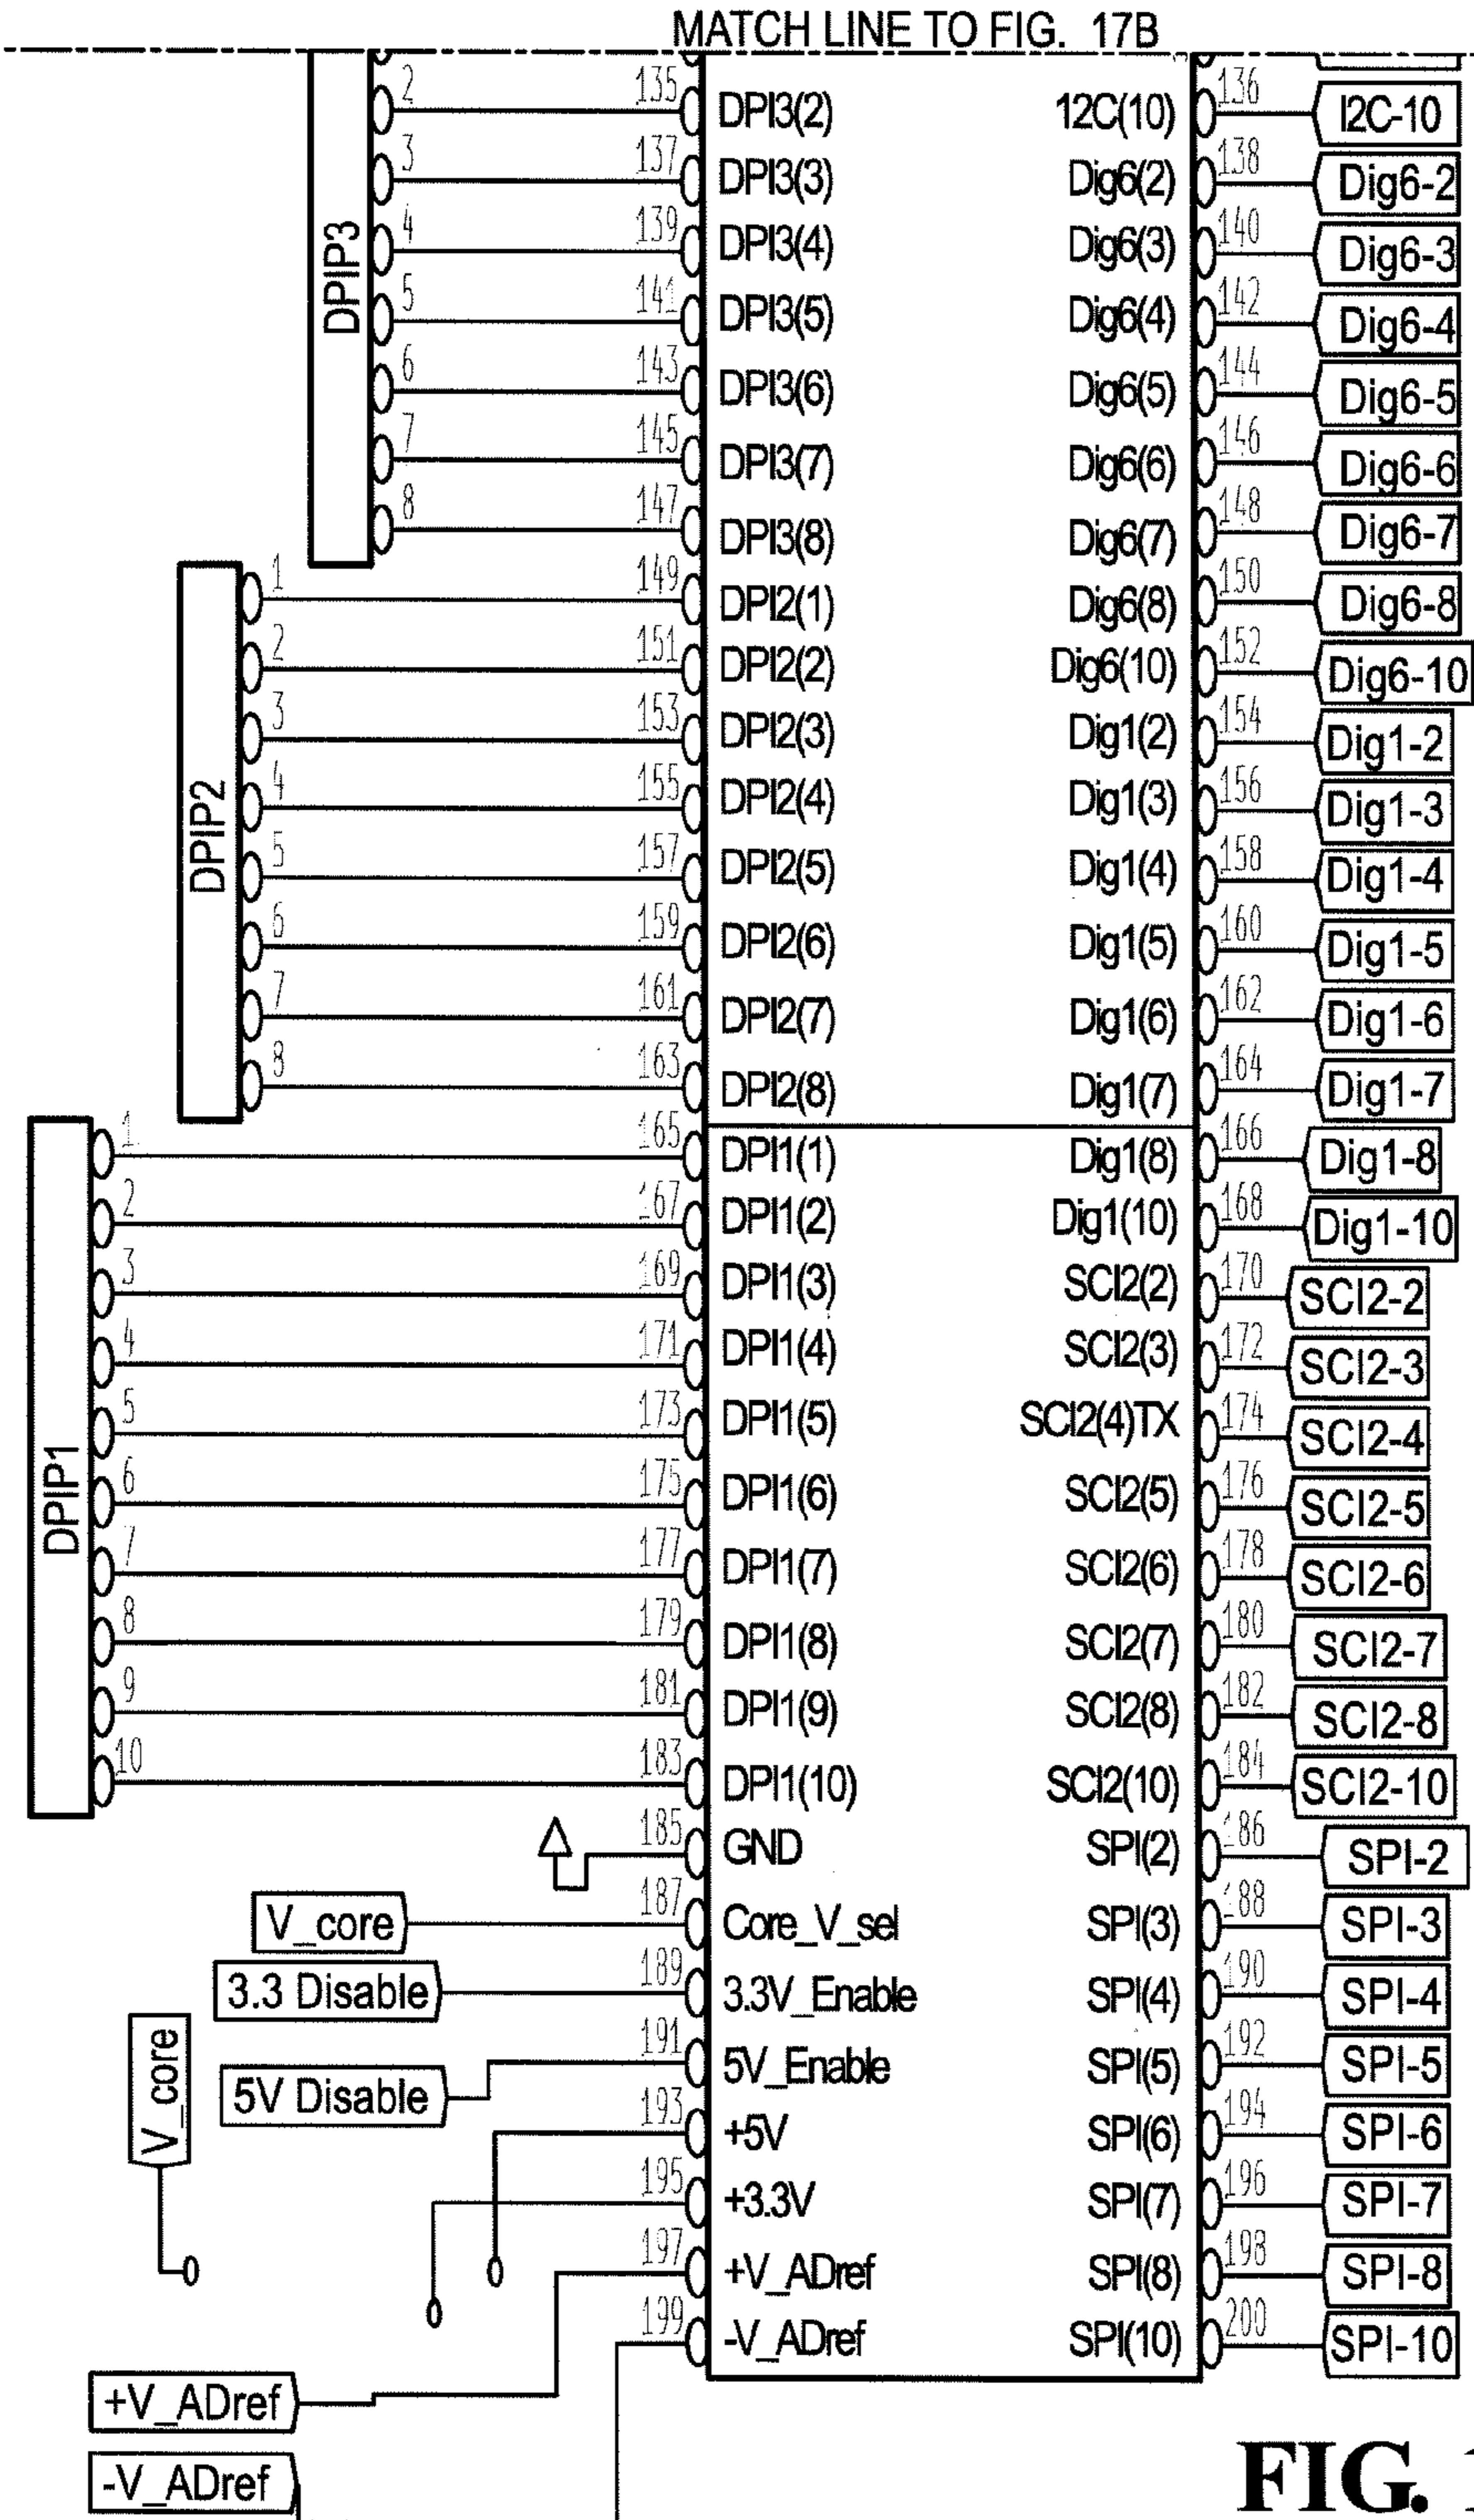 MATCH LINE TO FIG. 17B
2 135 DPI3(2) 12C(10) 136 I2C-10
3 137 DPI3(3) Dig6(2) 138 Dig6-2
4 139 DPI3(4) Dig6(3) 140 Dig6-3
DPIP3
5 141 DPI3(5) Dig6(4) 142 Dig6-4
6 143 DPI3(6) Dig6(5) 144 Dig6-5
7 145 DPI3(7) Dig6(6) 146 Dig6-6
8 147 DPI3(8) Dig6(7) 148 Dig6-7
1 149 DPI2(1) Dig6(8) 150 Dig6-8
2 151 DPI2(2) Dig6(10) 152 Dig6-10
3 153 DPI2(3) Dig1(2) 154 Dig1-2
4 155 DPI2(4) Dig1(3) 156 Dig1-3
DPIP2
5 157 DPI2(5) Dig1(4) 158 Dig1-4
6 159 DPI2(6) Dig1(5) 160 Dig1-5
7 161 DPI2(7) Dig1(6) 162 Dig1-6
8 163 DPI2(8) Dig1(7) 164 Dig1-7
1 165 DPI1(1) Dig1(8) 166 Dig1-8
2 167 DPI1(2) Dig1(10) 168 Dig1-10
3 169 DPI1(3) SCI2(2) 170 SCI2-2
4 171 DPI1(4) SCI2(3) 172 SCI2-3
5 173 DPI1(5) SCI2(4)TX 174 SCI2-4
DPIP1
6 175 DPI1(6) SCI2(5) 176 SCI2-5
7 177 DPI1(7) SCI2(6) 178 SCI2-6
8 179 DPI1(8) SCI2(7) 180 SCI2-7
9 181 DPI1(9) SCI2(8) 182 SCI2-8
10 183 DPI1(10) SCI2(10) 184 SCI2-10
185 GND SPI(2) 186 SPI-2
V_core 187 Core_V_sel SPI(3) 188 SPI-3
3.3 Disable 189 3.3V_Enable SPI(4) 190 SPI-4
V_core
5V Disable 191 5V_Enable SPI(5) 192 SPI-5
193 +5V SPI(6) 194 SPI-6
195 +3.3V SPI(7) 196 SPI-7
197 +V_ADref SPI(8) 198 SPI-8
199 -V_ADref SPI(10) 200 SPI-10
+V_ADref
-V_ADref
FIG.